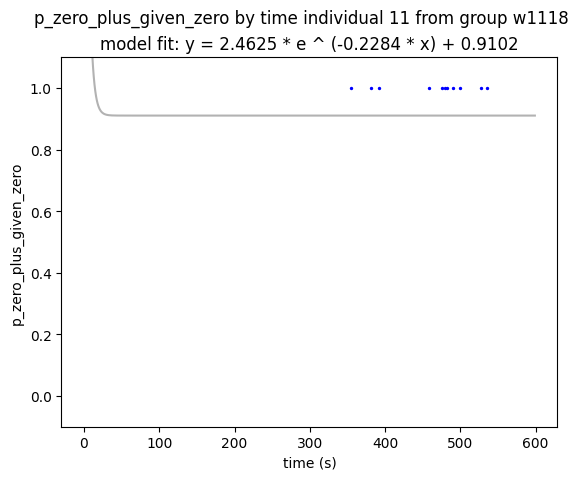 p_zero_plus_given_zero by time individual 11 from group w1118
model fit: y = 2.4625 * e ^ (-0.2284 * x) + 0.9102
1.0
0.8
0.6
0.4
0.2
0.0
p_zero_plus_given_zero
0 100 200 300 400 500 600
time (s)